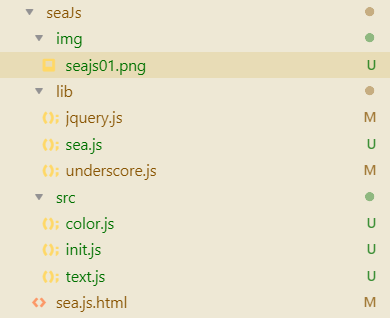 seaJs
img
seajs01.png U
lib
jquery.js M
sea.js U
underscore.js M
src
color.js U
init.js U
text.js U
sea.js.html M